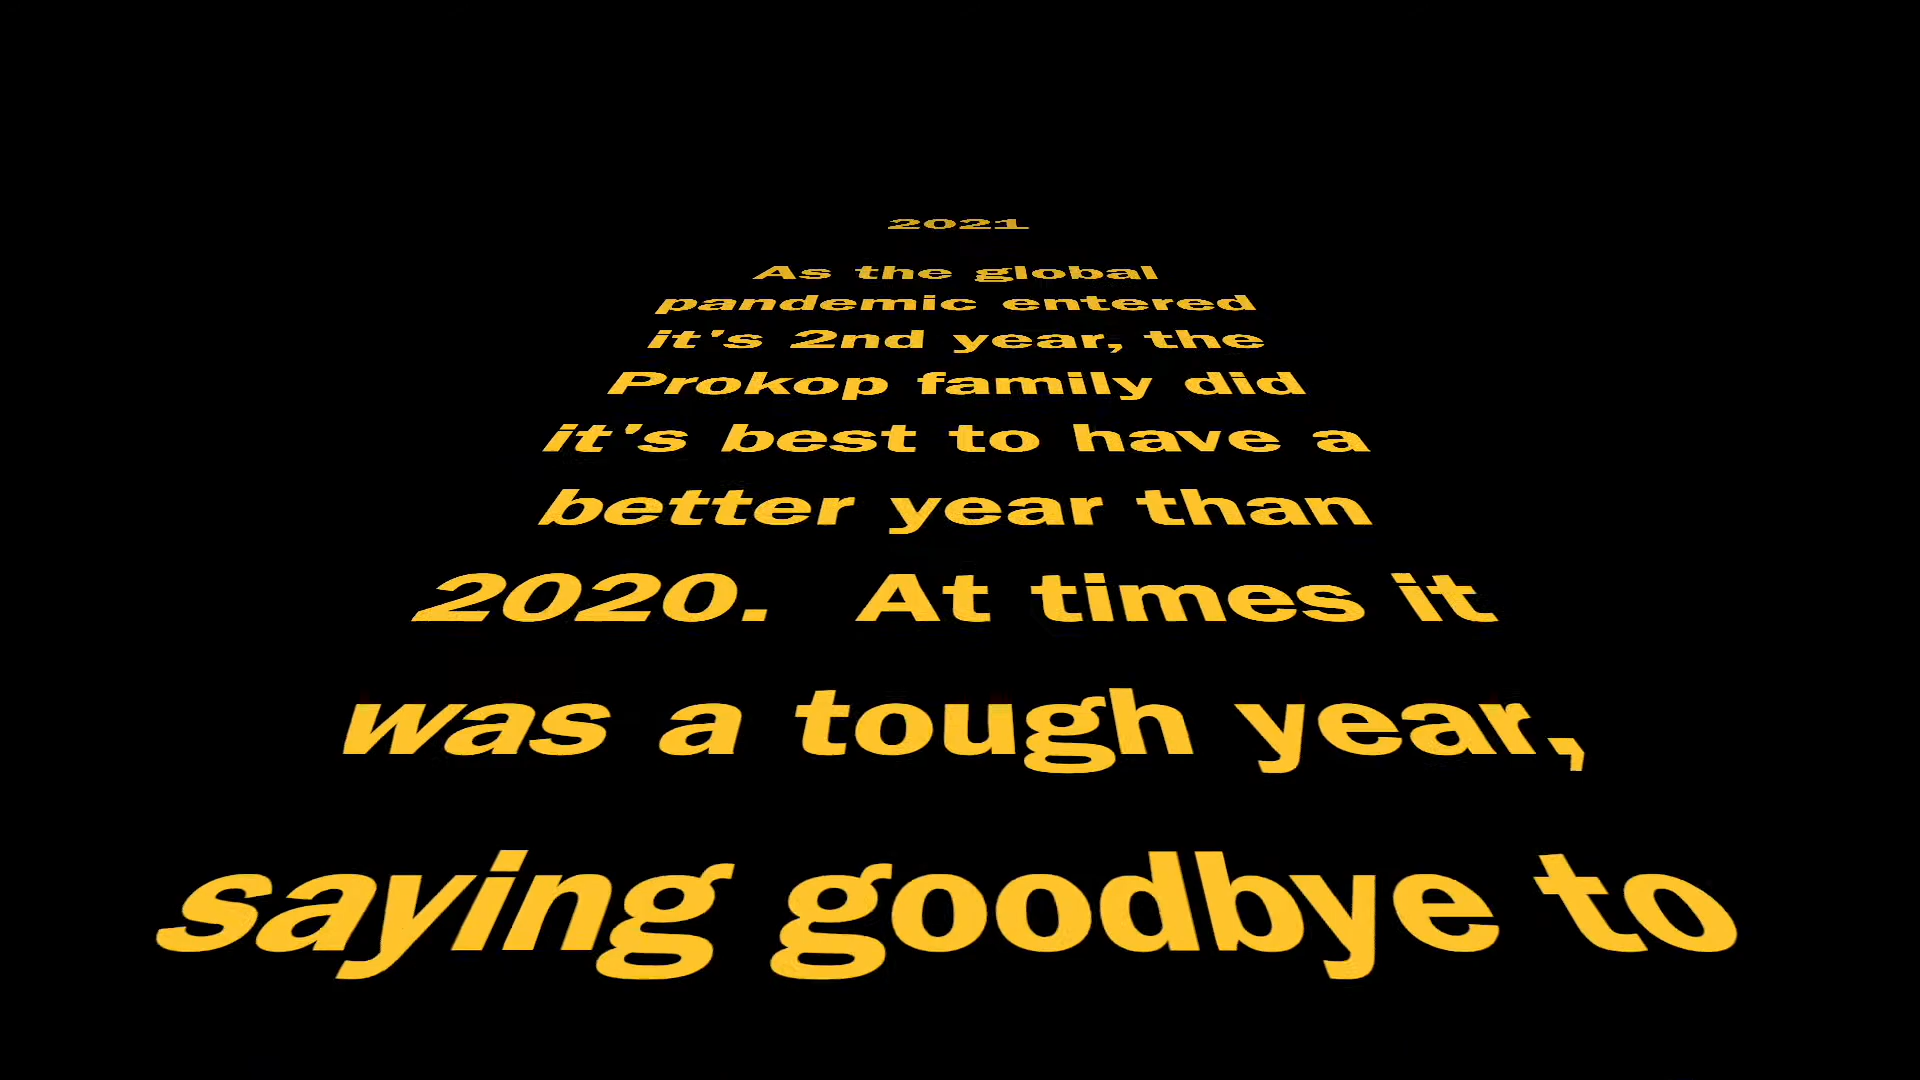 2021
As the global
pandemic entered
it's 2nd year, the
Prokop family did
it's best to have a
better year than
2020.  At times it
was a tough year,
saying goodbye to